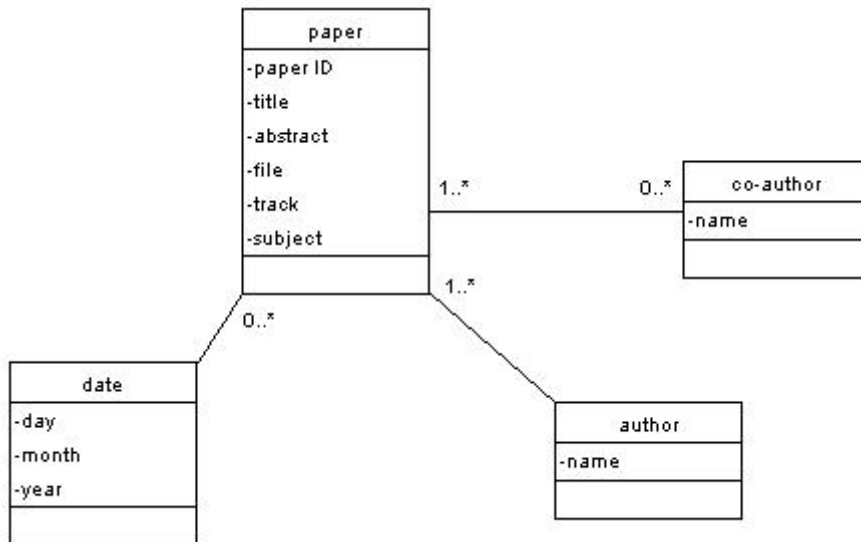 paper
-paper ID
-title
-abstract
-file
-track
-subject
1..*
0..*
co-author
-name
1..*
0..*
date
-day
-month
-year
author
-name